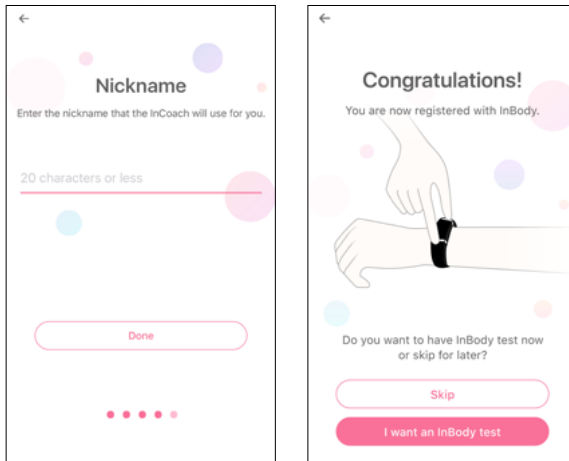 Nickname
Enter the nickname that the InCoach will use for you.
20 characters or less
Done
Congratulations!
You are now registered with InBody.
Do you want to have InBody test now
or skip for later?
Skip
I want an InBody test